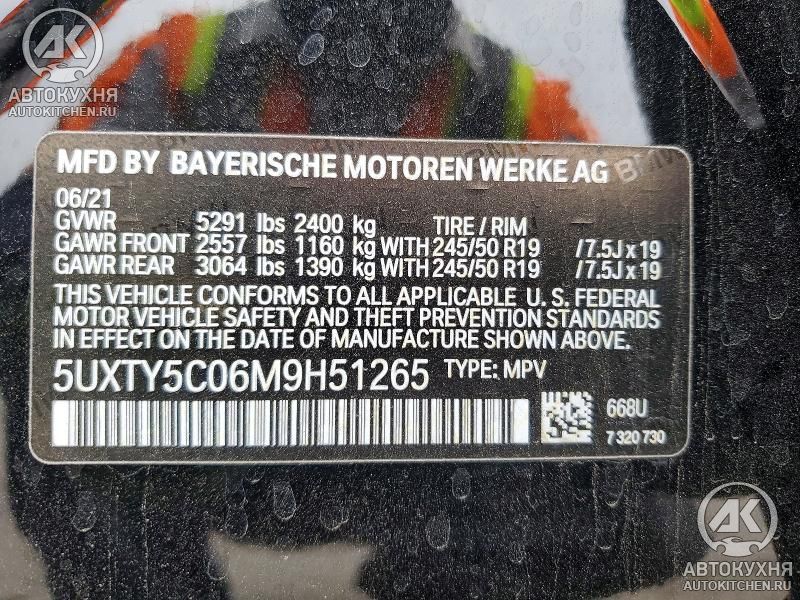 АК
АВТОКУХНЯ
AUTOKITCHEN.RU
MFD BY BAYERISCHE MOTOREN WERKE AG
06/21
GVWR 5291 lbs 2400 kg TIRE / RIM
GAWR FRONT 2557 lbs 1160 kg WITH 245/50 R19 / 7.5J x 19
GAWR REAR 3064 lbs 1390 kg WITH 245/50 R19 / 7.5J x 19
THIS VEHICLE CONFORMS TO ALL APPLICABLE U. S. FEDERAL
MOTOR VEHICLE SAFETY AND THEFT PREVENTION STANDARDS
IN EFFECT ON THE DATE OF MANUFACTURE SHOWN ABOVE.
5UXTY5C06M9H51265 TYPE: MPV
668U
7 320 730
АК
АВТОКУХНЯ
AUTOKITCHEN.RU